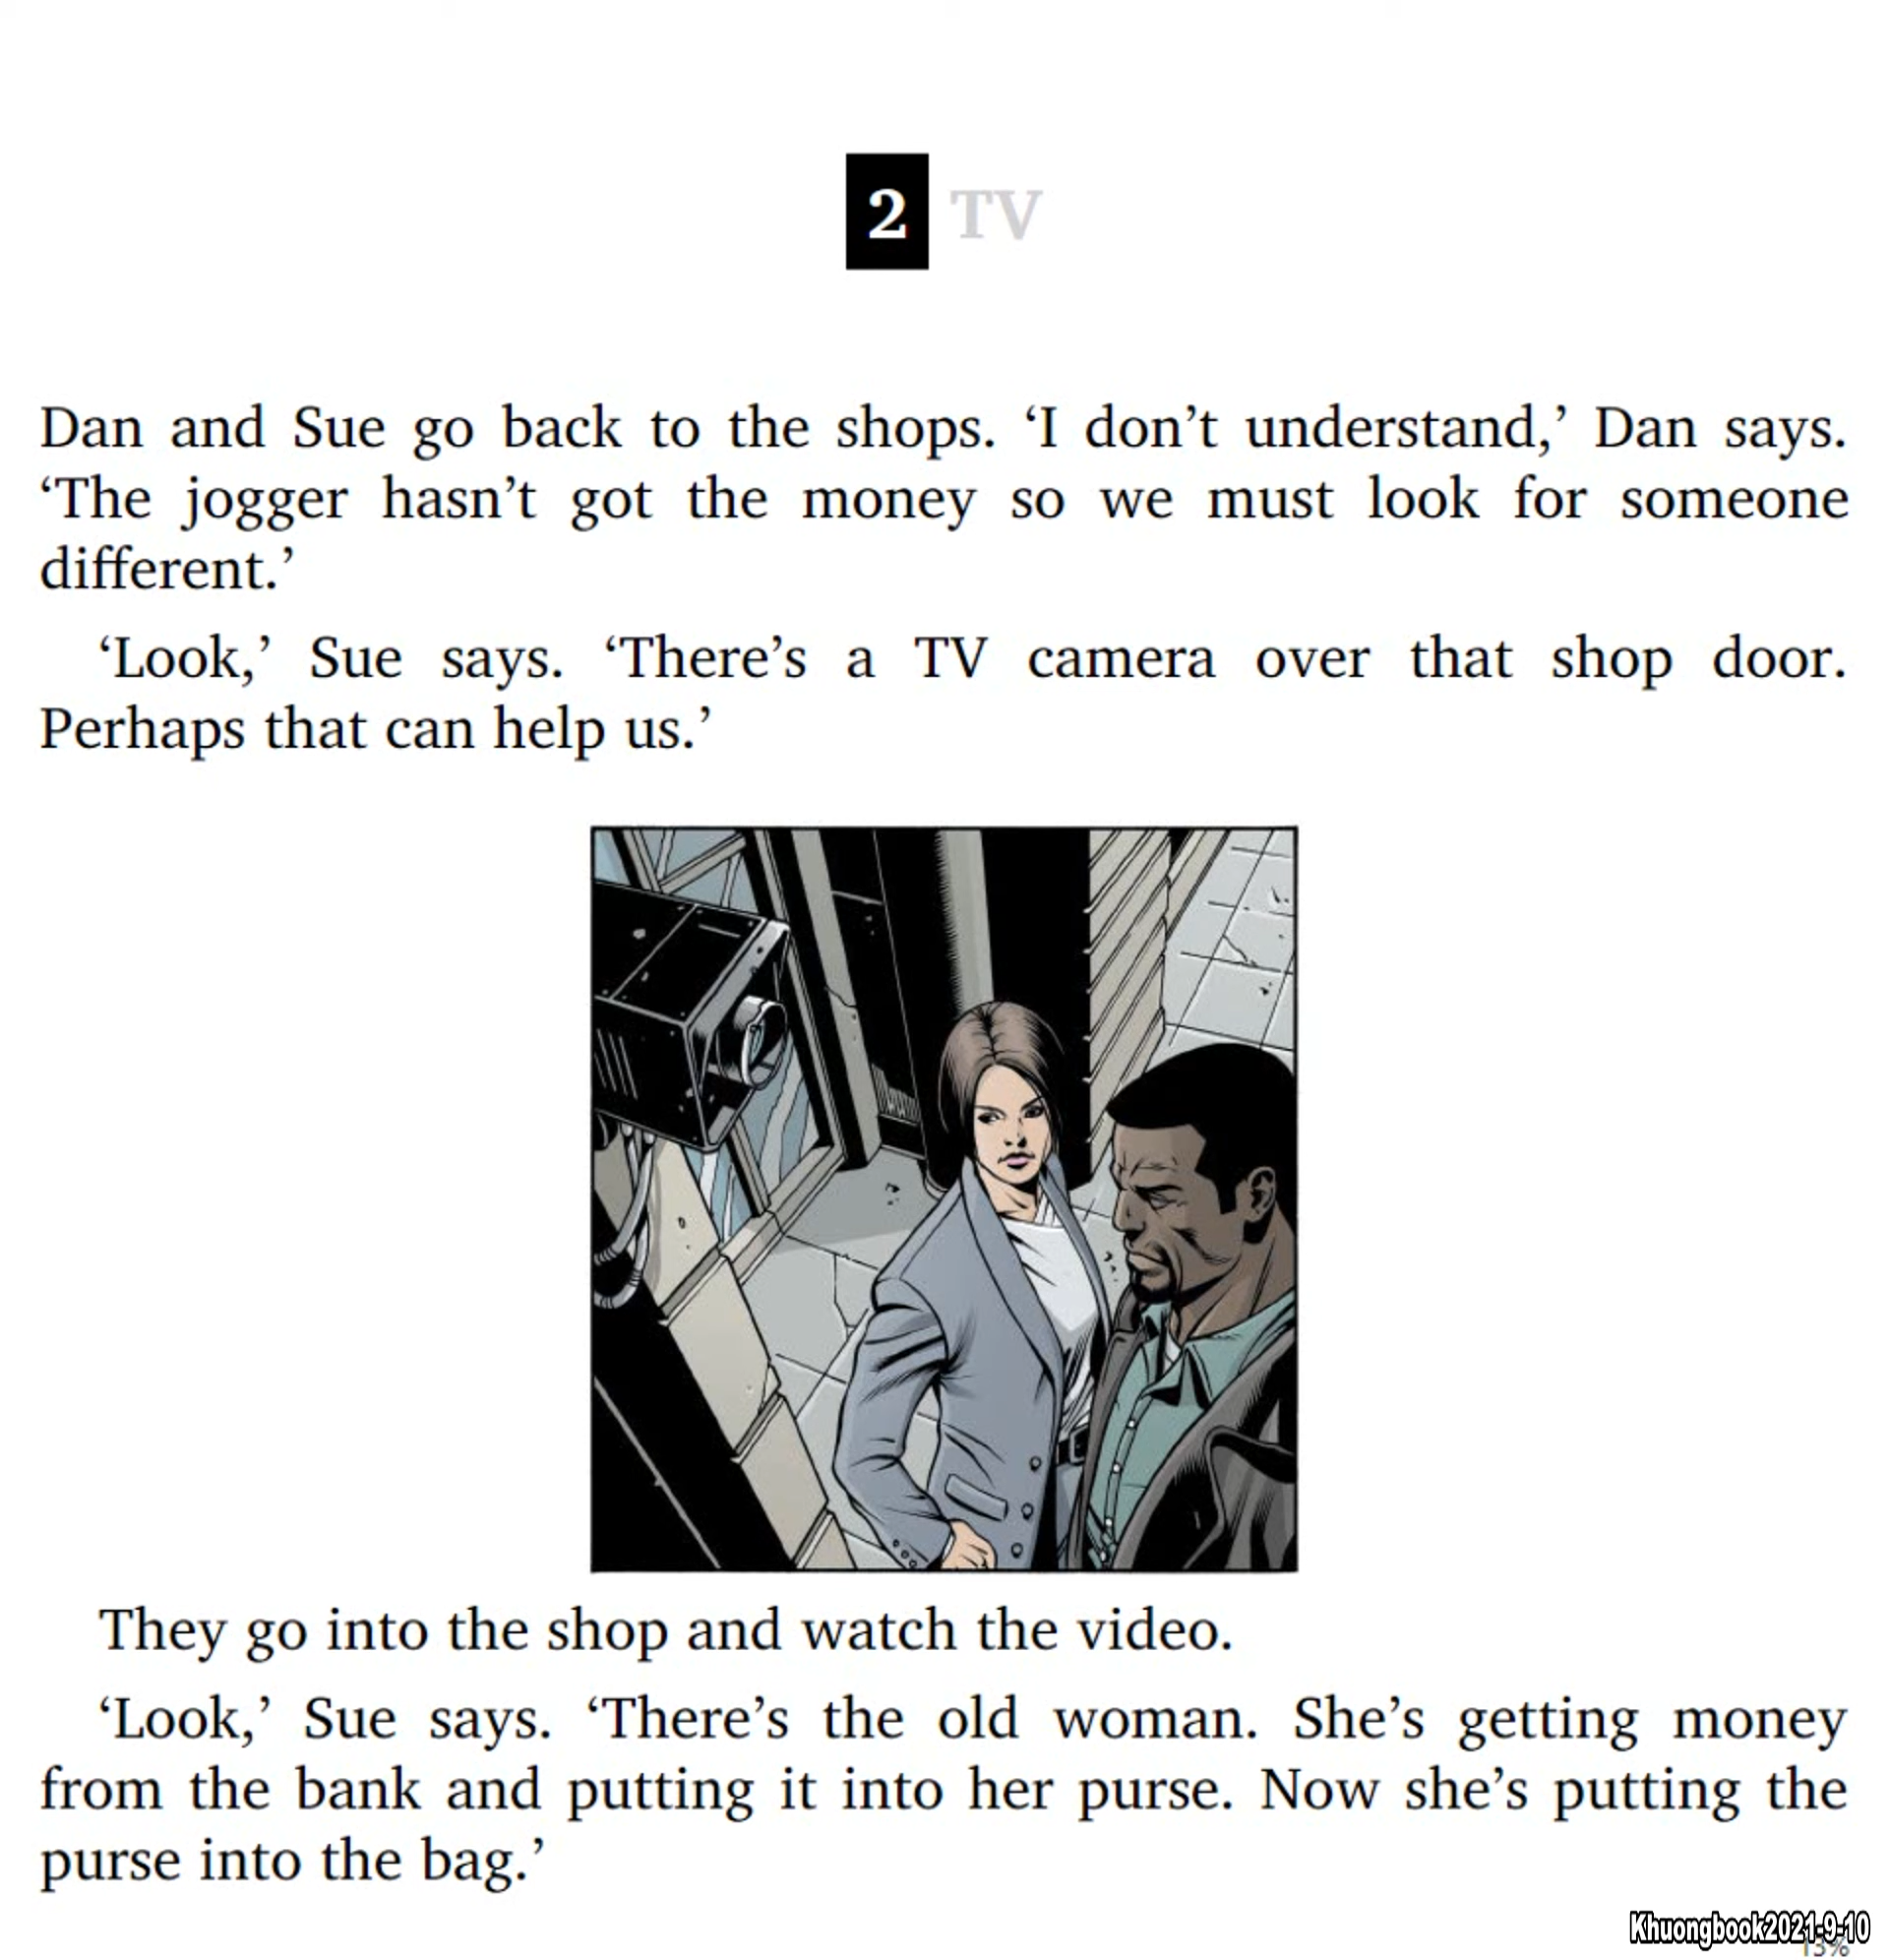 2 TV
Dan and Sue go back to the shops. ‘I don’t understand,’ Dan says.
‘The jogger hasn’t got the money so we must look for someone
different.’
‘Look,’ Sue says. ‘There’s a TV camera over that shop door.
Perhaps that can help us.’
They go into the shop and watch the video.
‘Look,’ Sue says. ‘There’s the old woman. She’s getting money
from the bank and putting it into her purse. Now she’s putting the
purse into the bag.’
Khuongbook2021-9-10
13%